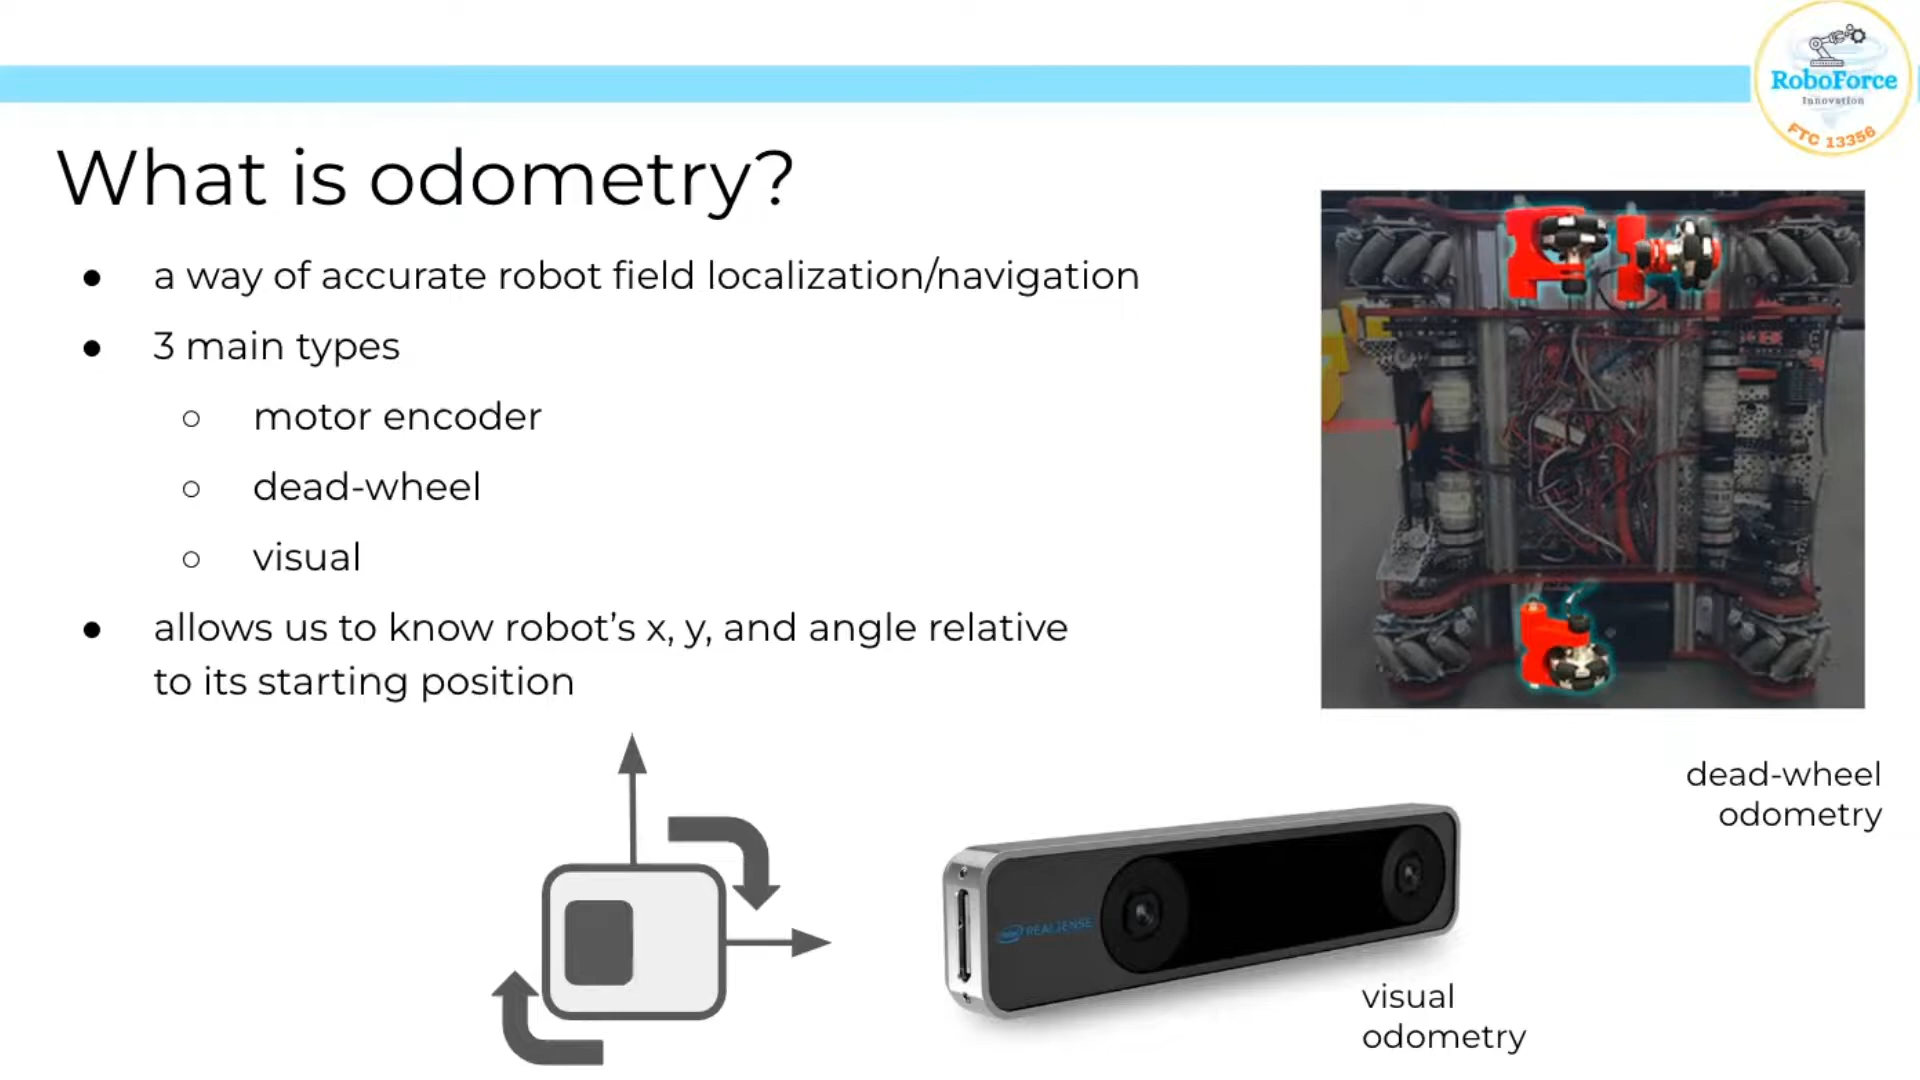 RoboForce
Innovation
FTC 13356
What is odometry?
● a way of accurate robot field localization/navigation
● 3 main types
○ motor encoder
○ dead-wheel
○ visual
● allows us to know robot's x, y, and angle relative
to its starting position
dead-wheel
odometry
intel REALSENSE
visual
odometry